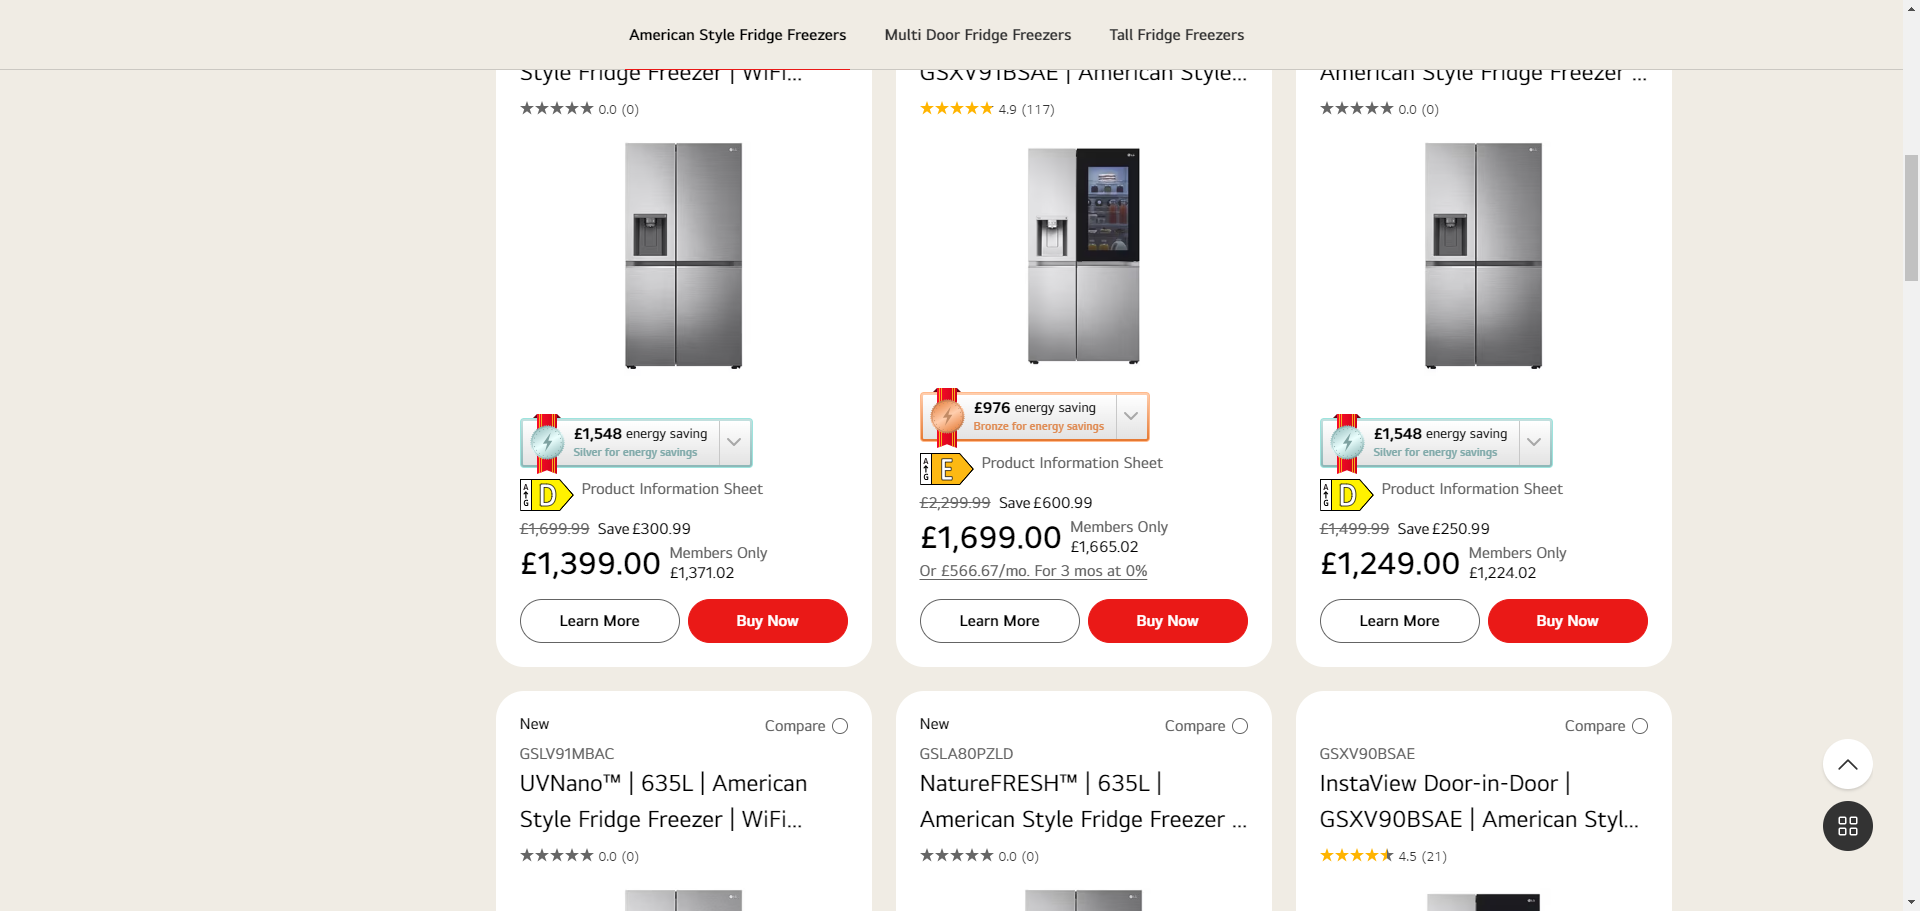 American Style Fridge Freezers
Multi Door Fridge Freezers
Tall Fridge Freezers
Style Fridge Freezer | WiFi...
0.0 (0)
£1,548 energy saving
Silver for energy savings
A
G
D
Product Information Sheet
£1,699.99 Save £300.99
£1,399.00
Members Only
£1,371.02
Learn More
Buy Now
GSXV91BSAE | American Style...
4.9 (117)
£976 energy saving
Bronze for energy savings
A
G
E
Product Information Sheet
£2,299.99 Save £600.99
£1,699.00
Members Only
£1,665.02
Or £566.67/mo. For 3 mos at 0%
Learn More
Buy Now
American Style Fridge Freezer ...
0.0 (0)
£1,548 energy saving
Silver for energy savings
A
G
D
Product Information Sheet
£1,499.99 Save £250.99
£1,249.00
Members Only
£1,224.02
Learn More
Buy Now
New
Compare
GSLV91MBAC
UVNano™ | 635L | American
Style Fridge Freezer | WiFi...
0.0 (0)
New
Compare
GSLA80PZLD
NatureFRESH™ | 635L |
American Style Fridge Freezer ...
0.0 (0)
Compare
GSXV90BSAE
InstaView Door-in-Door |
GSXV90BSAE | American Styl...
4.5 (21)